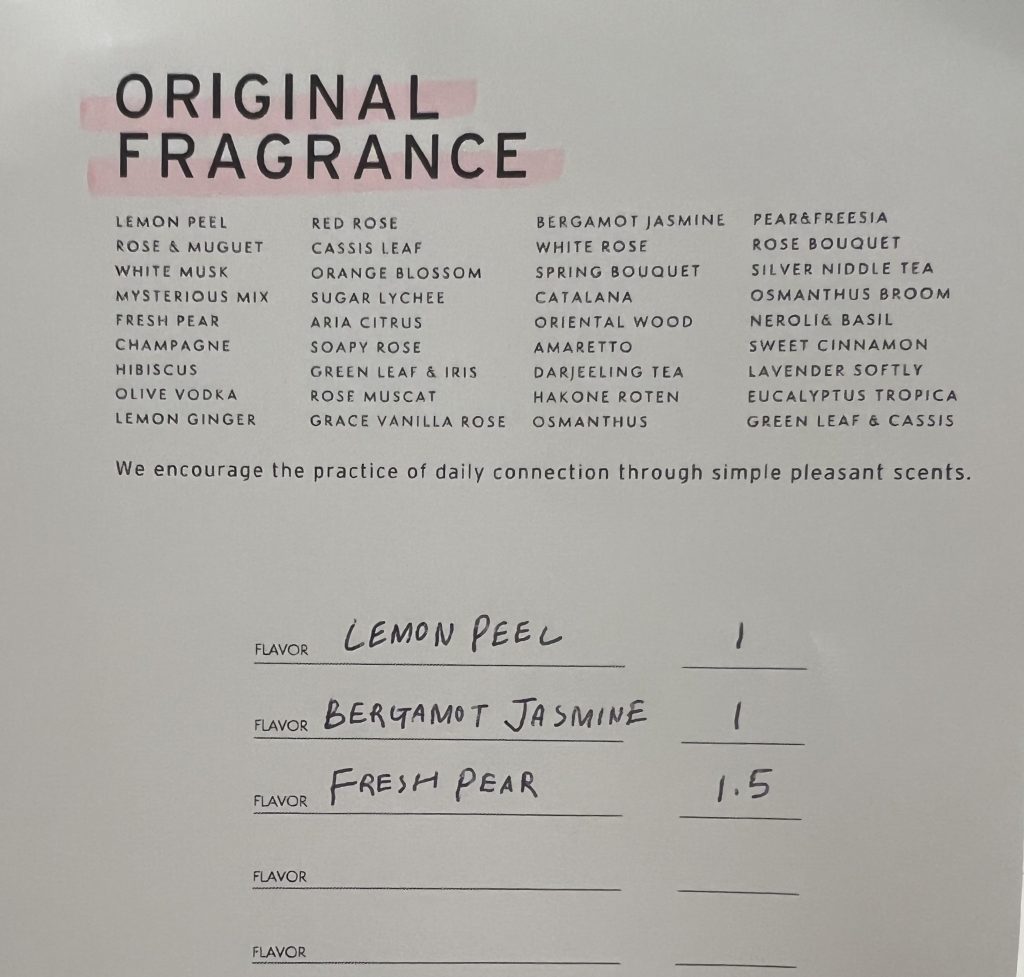 ORIGINAL
FRAGRANCE
LEMON PEEL RED ROSE BERGAMOT JASMINE PEAR&FREESIA
ROSE & MUGUET CASSIS LEAF WHITE ROSE ROSE BOUQUET
WHITE MUSK ORANGE BLOSSOM SPRING BOUQUET SILVER NIDDLE TEA
MYSTERIOUS MIX SUGAR LYCHEE CATALANA OSMANTHUS BROOM
FRESH PEAR ARIA CITRUS ORIENTAL WOOD NEROLI& BASIL
CHAMPAGNE SOAPY ROSE AMARETTO SWEET CINNAMON
HIBISCUS GREEN LEAF & IRIS DARJEELING TEA LAVENDER SOFTLY
OLIVE VODKA ROSE MUSCAT HAKONE ROTEN EUCALYPTUS TROPICA
LEMON GINGER GRACE VANILLA ROSE OSMANTHUS GREEN LEAF & CASSIS
We encourage the practice of daily connection through simple pleasant scents.
FLAVOR LEMON PEEL 1
FLAVOR BERGAMOT JASMINE 1
FLAVOR FRESH PEAR 1.5
FLAVOR
FLAVOR